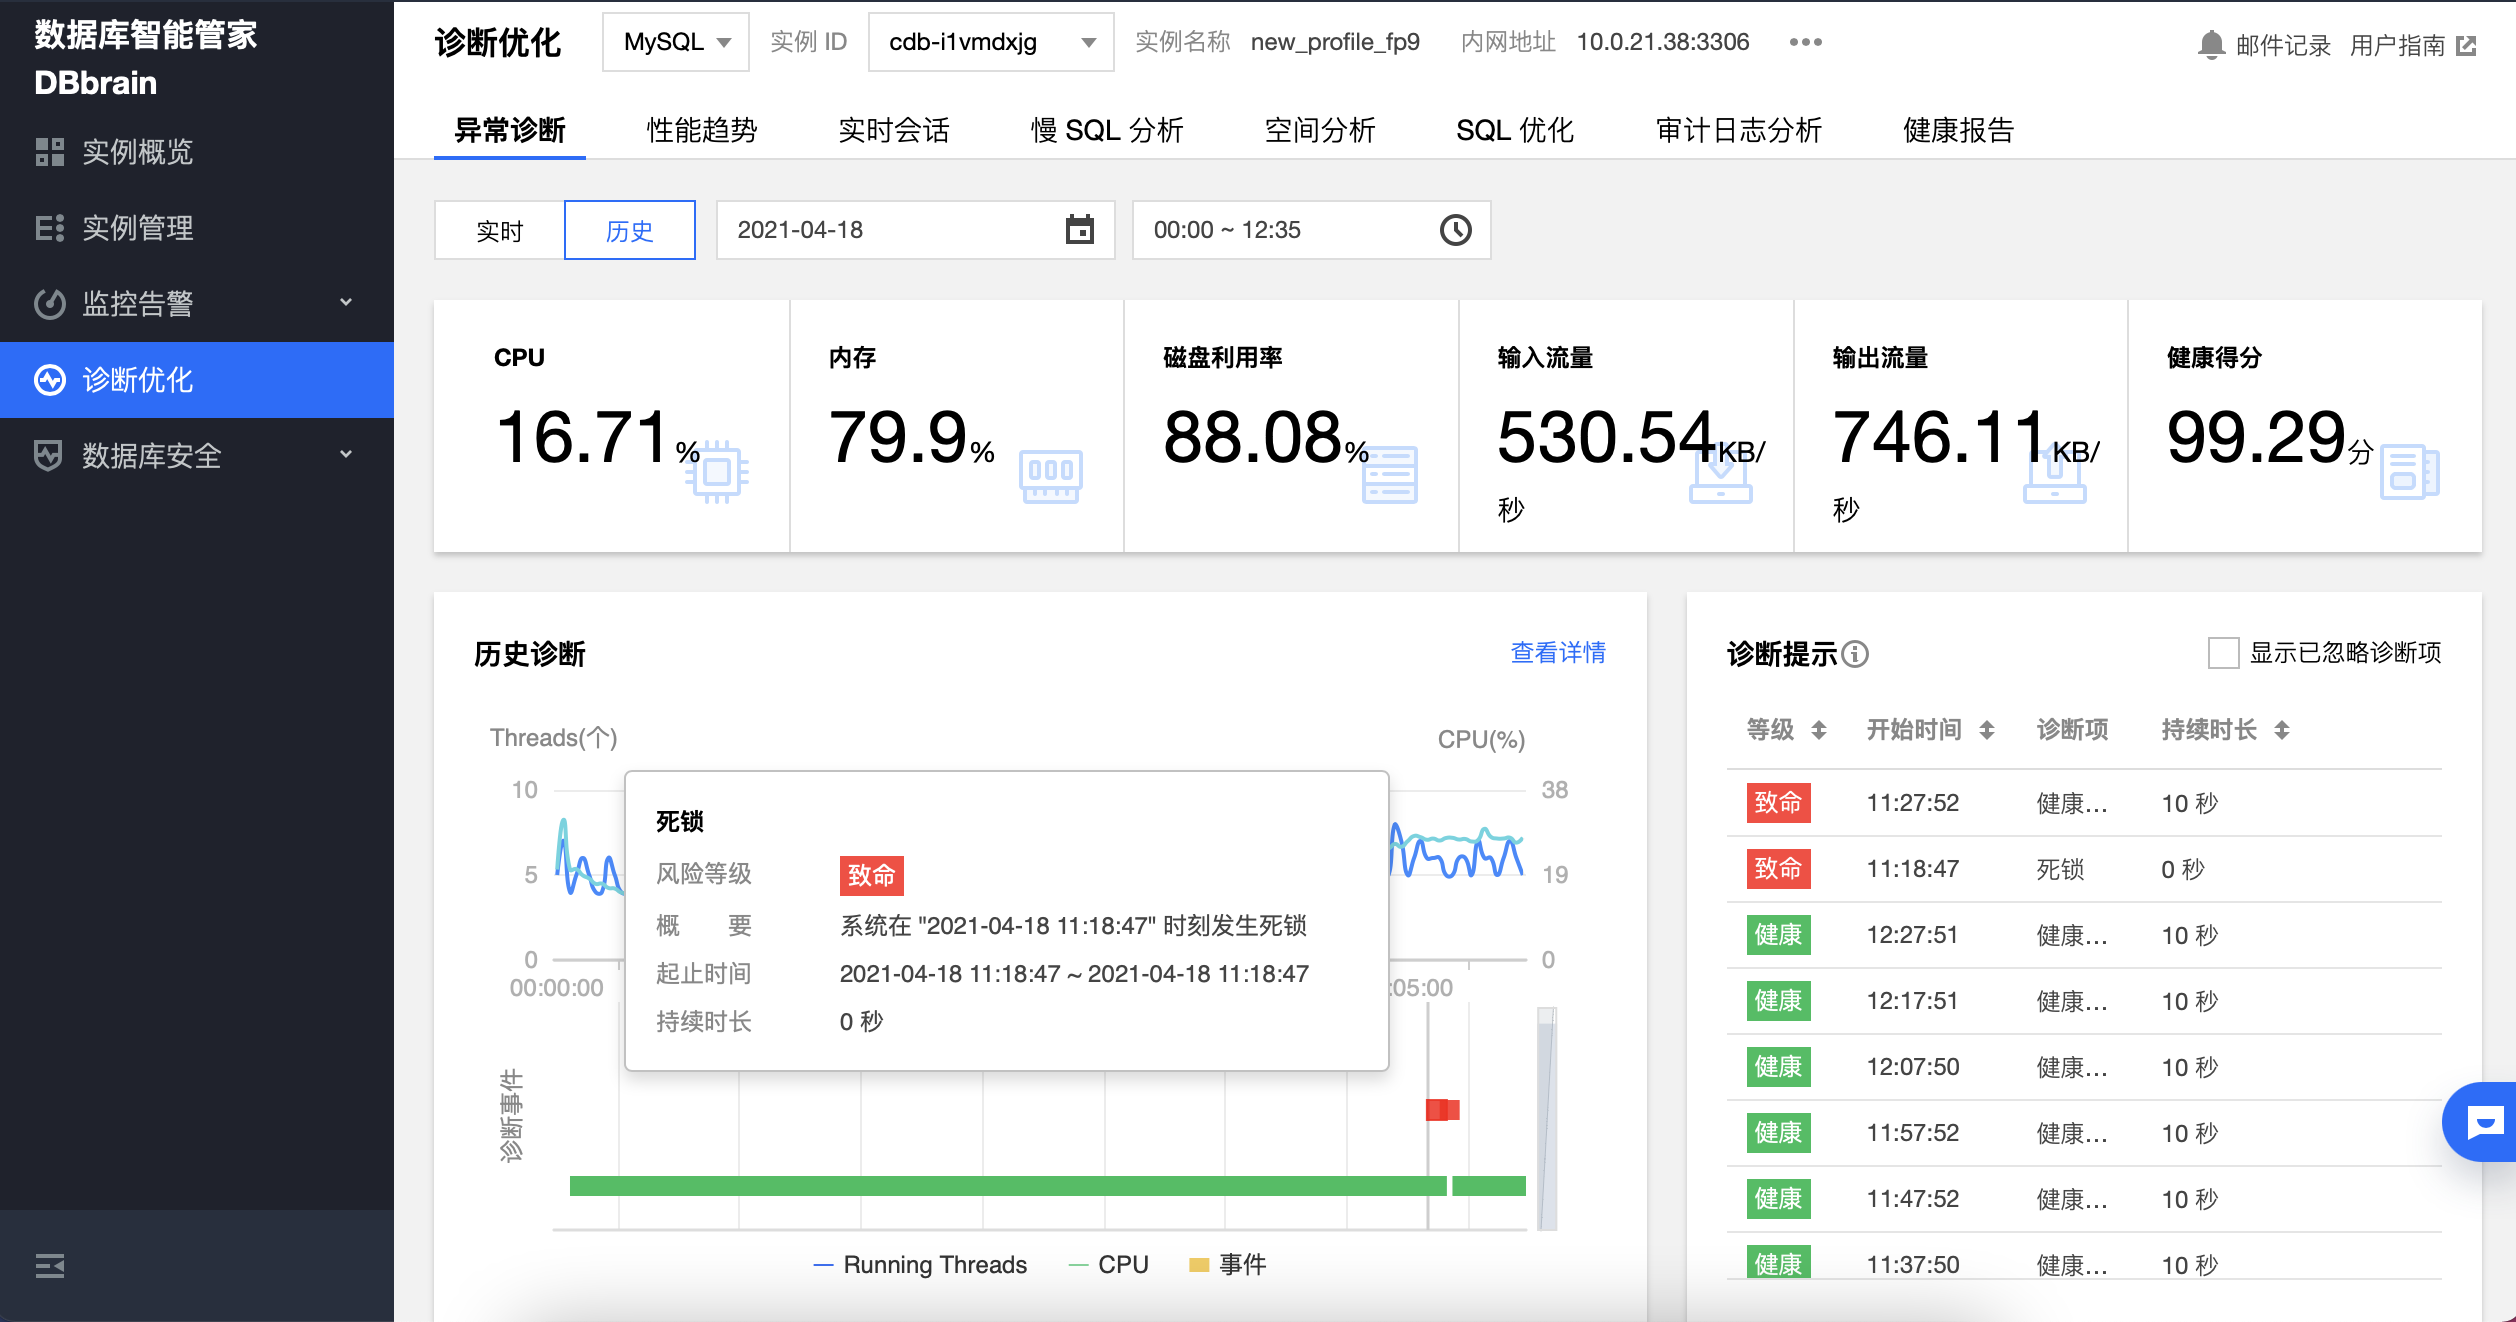 数据库智能管家
DBbrain
实例概览
实例管理
监控告警
诊断优化
数据库安全
诊断优化 MySQL 实例 ID cdb-i1vmdxjg 实例名称 new_profile_fp9 内网地址 10.0.21.38:3306 ••• 邮件记录 用户指南
异常诊断 性能趋势 实时会话 慢 SQL 分析 空间分析 SQL 优化 审计日志分析 健康报告
实时 历史 2021-04-18 00:00 ~ 12:35
CPU
16.71%
内存
79.9%
磁盘利用率
88.08%
输入流量
530.54KB/
秒
输出流量
746.11KB/
秒
健康得分
99.29分
历史诊断 查看详情
Threads(个) CPU(%)
10 38
5 19
0 0
00:00:00 :05:00
死锁
风险等级 致命
概 要 系统在 "2021-04-18 11:18:47" 时刻发生死锁
起止时间 2021-04-18 11:18:47 ~ 2021-04-18 11:18:47
持续时长 0 秒
诊断事件
Running Threads CPU 事件
诊断提示 显示已忽略诊断项
等级 开始时间 诊断项 持续时长
致命 11:27:52 健康... 10 秒
致命 11:18:47 死锁 0 秒
健康 12:27:51 健康... 10 秒
健康 12:17:51 健康... 10 秒
健康 12:07:50 健康... 10 秒
健康 11:57:52 健康... 10 秒
健康 11:47:52 健康... 10 秒
健康 11:37:50 健康... 10 秒